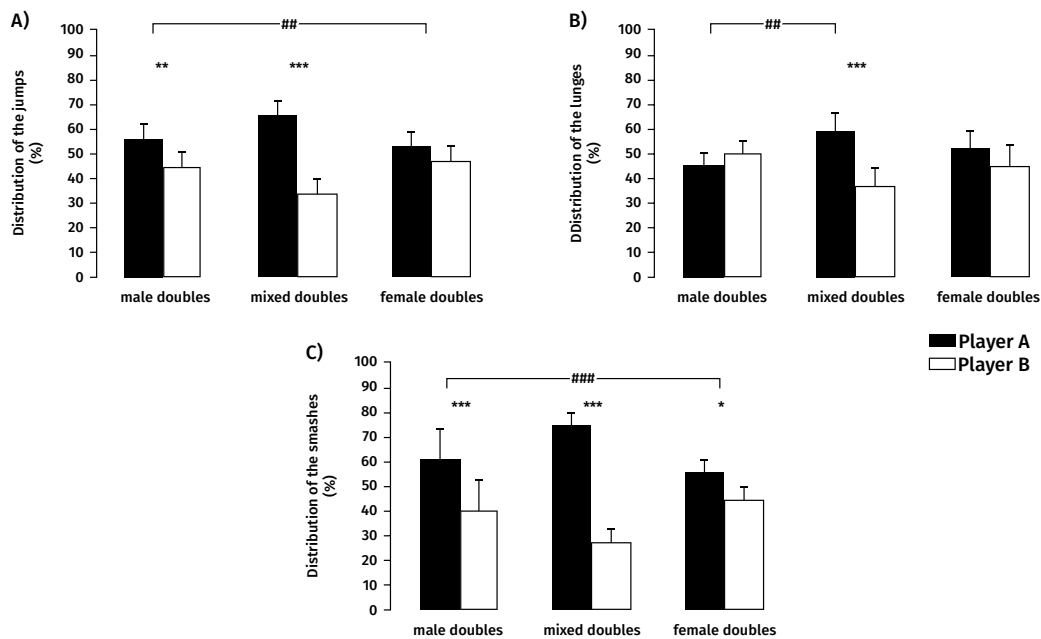 A)
Distribution of the jumps
(%)
100
90
80
70
60
50
40
30
20
10
0
##
**
***
male doubles
mixed doubles
female doubles
B)
DDistribution of the lunges
(%)
100
90
80
70
60
50
40
30
20
10
0
##
***
male doubles
mixed doubles
female doubles
Player A
Player B
C)
Distribution of the smashes
(%)
100
90
80
70
60
50
40
30
20
10
0
###
***
***
*
male doubles
mixed doubles
female doubles